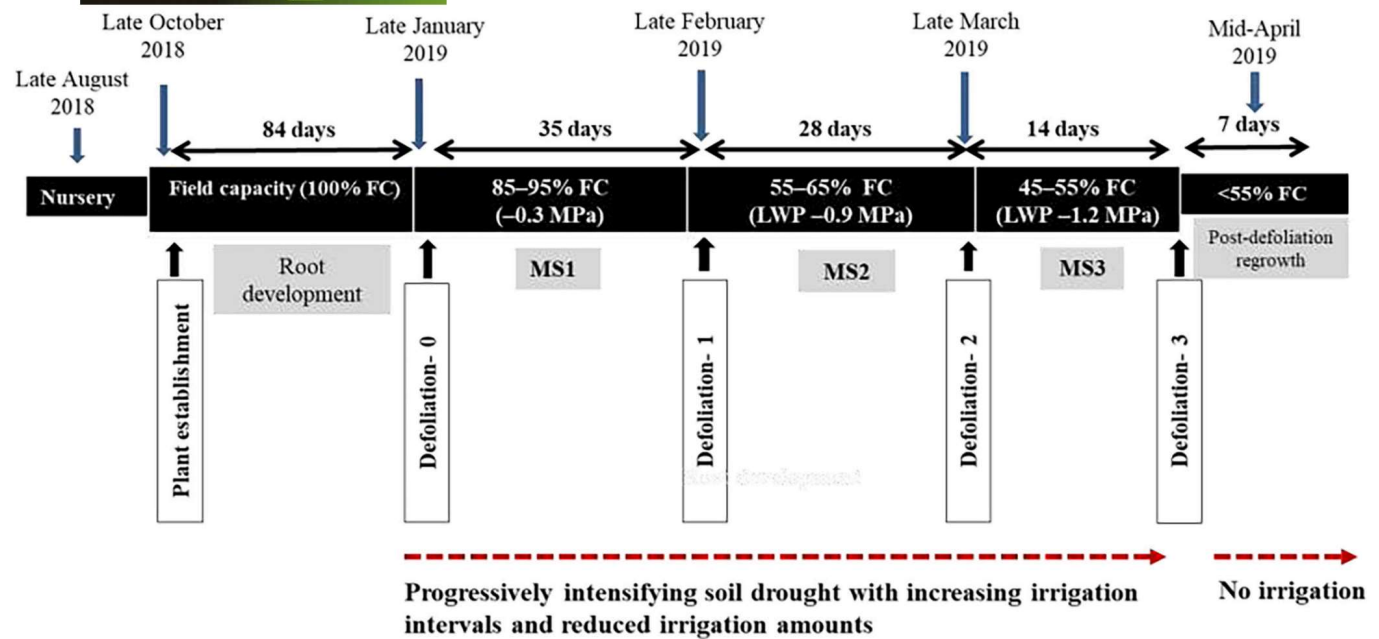 Late October
2018
Late January
2019
Late February
2019
Late March
2019
Mid-April
2019
Late August
2018
84 days
35 days
28 days
14 days
7 days
Nursery
Field capacity (100% FC)
85–95% FC
(–0.3 MPa)
55–65% FC
(LWP –0.9 MPa)
45–55% FC
(LWP –1.2 MPa)
<55% FC
Root
development
MS1
MS2
MS3
Post-defoliation
regrowth
Plant establishment
Defoliation- 0
Defoliation- 1
Defoliation- 2
Defoliation- 3
Root development
Progressively intensifying soil drought with increasing irrigation
intervals and reduced irrigation amounts
No irrigation